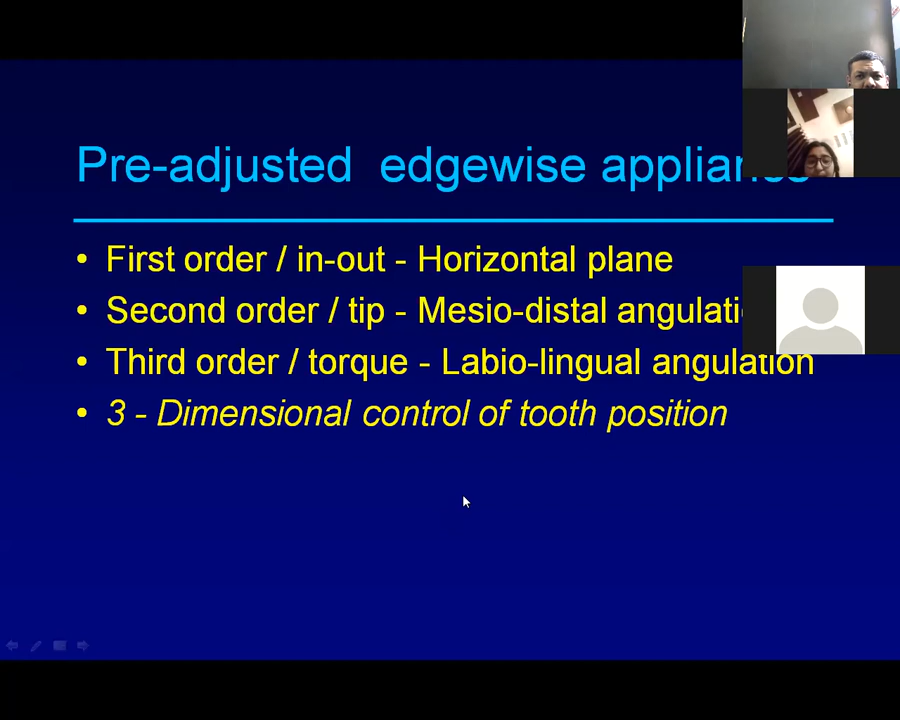 Pre-adjusted edgewise appliance
• First order / in-out - Horizontal plane
• Second order / tip - Mesio-distal
• Third order / torque - Labio-lingual angulation
• 3 - Dimensional control of tooth position